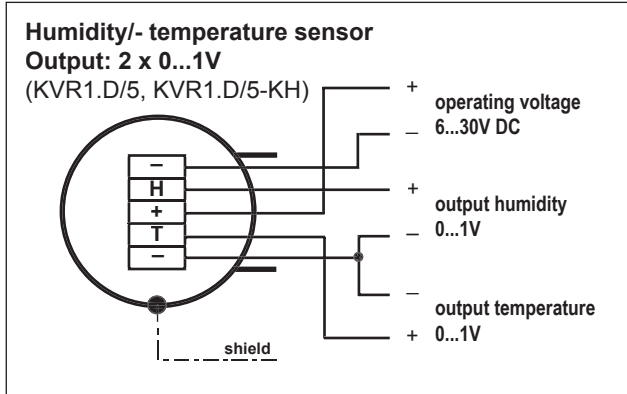 Humidity/- temperature sensor
Output: 2 x 0...1V
(KVR1.D/5, KVR1.D/5-KH)
+
operating voltage
–
6...30V DC
–
H
+
T
–
+
output humidity
–
0...1V
–
output temperature
+
0...1V
shield